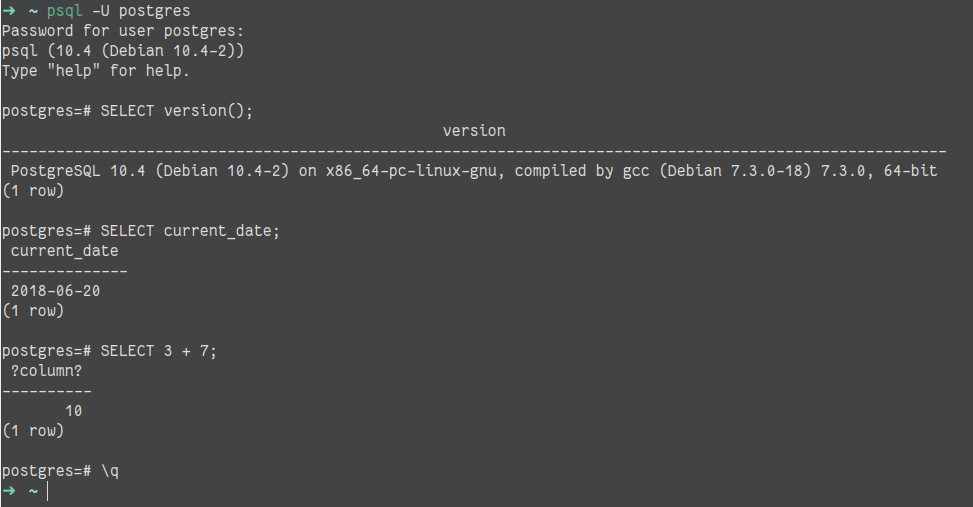 ➜ ~ psql -U postgres
Password for user postgres:
psql (10.4 (Debian 10.4-2))
Type "help" for help.

postgres=# SELECT version();
                                                 version
---------------------------------------------------------------------------------------------------------
 PostgreSQL 10.4 (Debian 10.4-2) on x86_64-pc-linux-gnu, compiled by gcc (Debian 7.3.0-18) 7.3.0, 64-bit
(1 row)

postgres=# SELECT current_date;
 current_date
--------------
 2018-06-20
(1 row)

postgres=# SELECT 3 + 7;
 ?column?
----------
       10
(1 row)

postgres=# \q
➜ ~